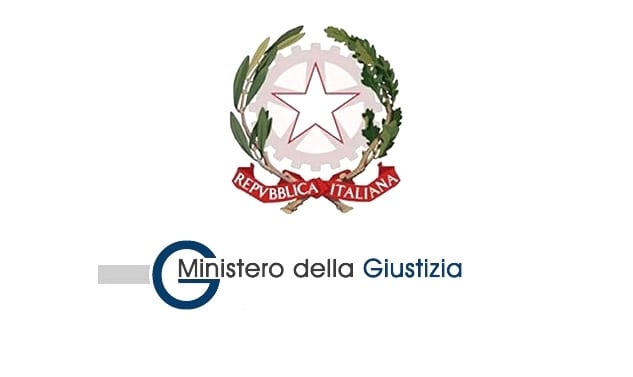 REPVBBLICA ITALIANA
Ministero della Giustizia